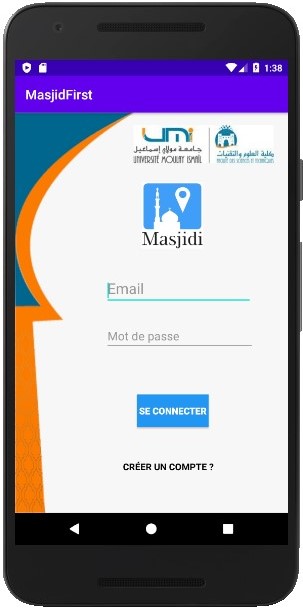 1:38
MasjidFirst
جامعة مولاي إسماعيل
UNIVERSITÉ MOULAY ISMAÏL
كلية العلوم والتقنيات
Masjidi
Email
Mot de passe
SE CONNECTER
CRÉER UN COMPTE ?